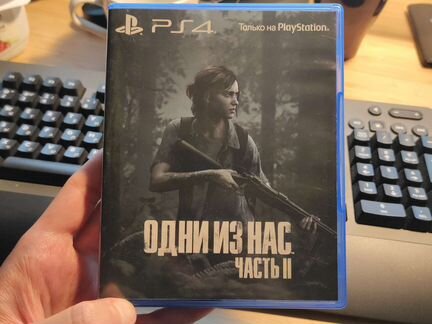 PS4
Только на PlayStation.
ОДНИ ИЗ НАС
ЧАСТЬ II